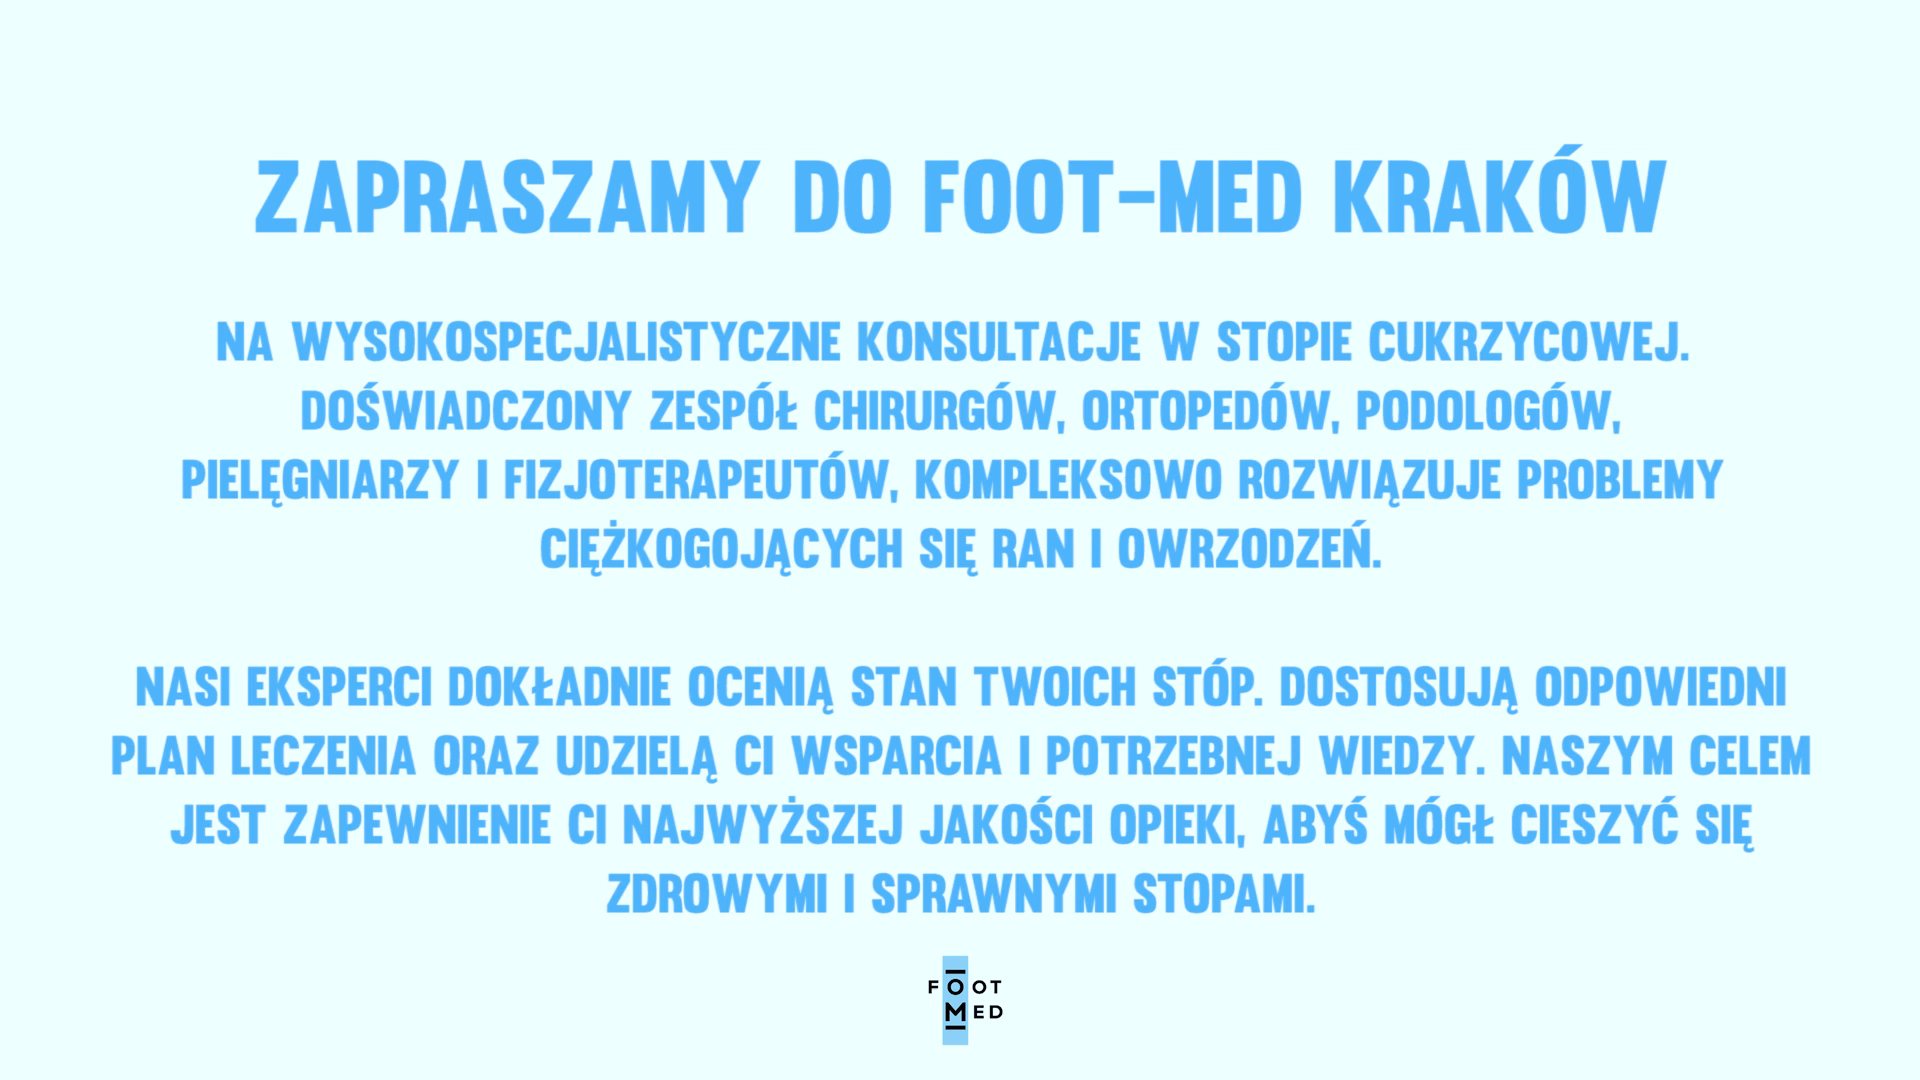 ZAPRASZAMY DO FOOT-MED KRAKÓW
NA WYSOKOSPECJALISTYCZNE KONSULTACJE W STOPIE CUKRZYCOWEJ.
DOŚWIADCZONY ZESPÓŁ CHIRURGÓW, ORTOPEDÓW, PODOLOGÓW,
PIELĘGNIARZY I FIZJOTERAPEUTÓW, KOMPLEKSOWO ROZWIĄZUJE PROBLEMY
CIĘŻKOGOJĄCYCH SIĘ RAN I OWRZODZEŃ.
NASI EKSPERCI DOKŁADNIE OCENIĄ STAN TWOICH STÓP. DOSTOSUJĄ ODPOWIEDNI
PLAN LECZENIA ORAZ UDZIELĄ CI WSPARCIA I POTRZEBNEJ WIEDZY. NASZYM CELEM
JEST ZAPEWNIENIE CI NAJWYŻSZEJ JAKOŚCI OPIEKI, ABYŚ MÓGŁ CIESZYĆ SIĘ
ZDROWYMI I SPRAWNYMI STOPAMI.
FOOT
MED